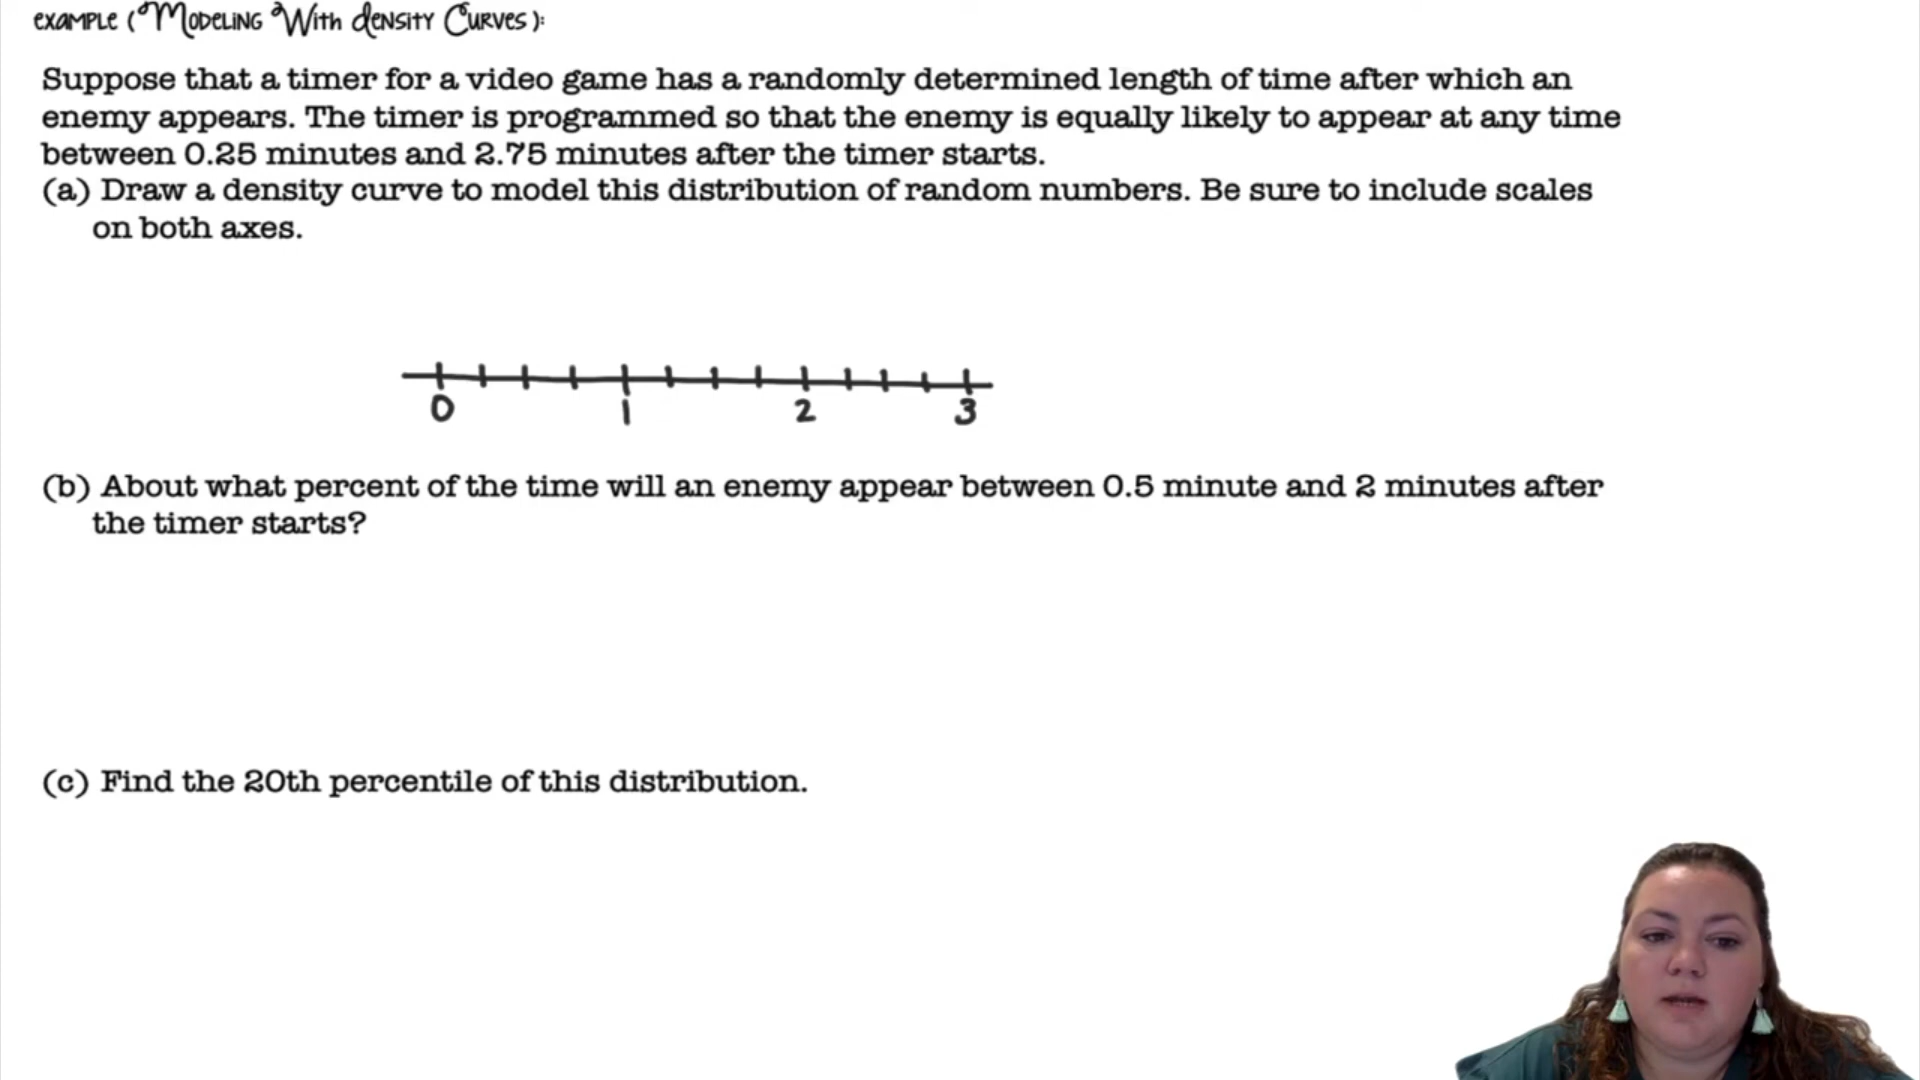 EXAMPLE (MODELING WITH DENSITY CURVES):
Suppose that a timer for a video game has a randomly determined length of time after which an
enemy appears. The timer is programmed so that the enemy is equally likely to appear at any time
between 0.25 minutes and 2.75 minutes after the timer starts.
(a) Draw a density curve to model this distribution of random numbers. Be sure to include scales
on both axes.
0 1 2 3
(b) About what percent of the time will an enemy appear between 0.5 minute and 2 minutes after
the timer starts?
(c) Find the 20th percentile of this distribution.